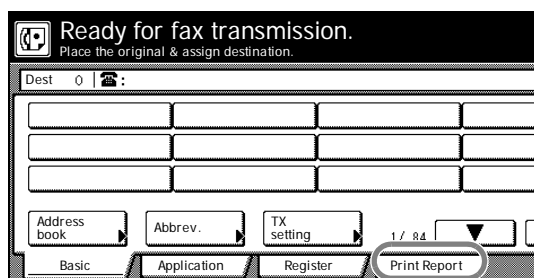 Ready for fax transmission.
Place the original & assign destination.
Dest 0 :
Address book
Abbrev.
TX setting
1/ 84
Basic
Application
Register
Print Report